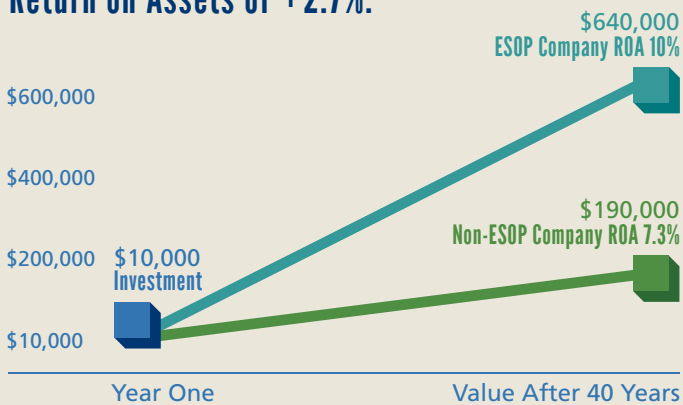 Return on Assets of +2.7%.
$640,000
ESOP Company ROA 10%
$600,000
$400,000
$190,000
Non-ESOP Company ROA 7.3%
$200,000
$10,000
Investment
$10,000
Year One
Value After 40 Years